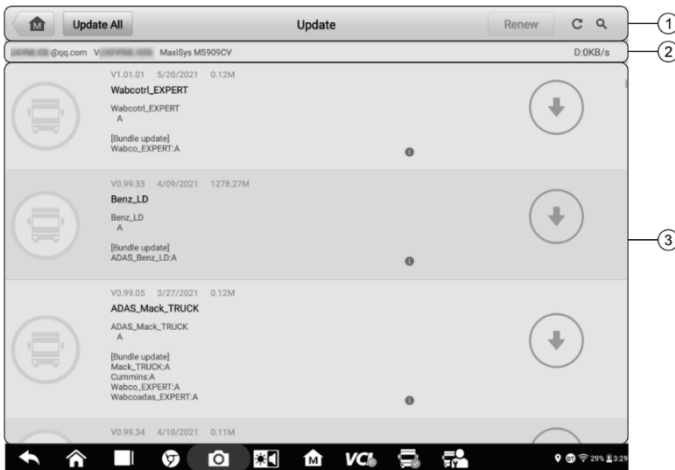 Update All Update Renew 1
@qq.com MaxiSys MS909CV D:0KB/s 2
V1.01.01 5/20/2021 0.12M
Wabcotrl_EXPERT
Wabcotrl_EXPERT
A
[Bundle update]
Wabco_EXPERT:A
V0.99.33 4/09/2021 1278.27M
Benz_LD
Benz_LD
A
3
[Bundle update]
ADAS_Benz_LD:A
V0.99.05 3/27/2021 0.12M
ADAS_Mack_TRUCK
ADAS_Mack_TRUCK
A
[Bundle update]
Mack_TRUCK:A
Cummins:A
Wabco_EXPERT:A
Wabcoadas_EXPERT:A
V0.99.34 4/10/2021 0.11M
M VCI 29% 3:29